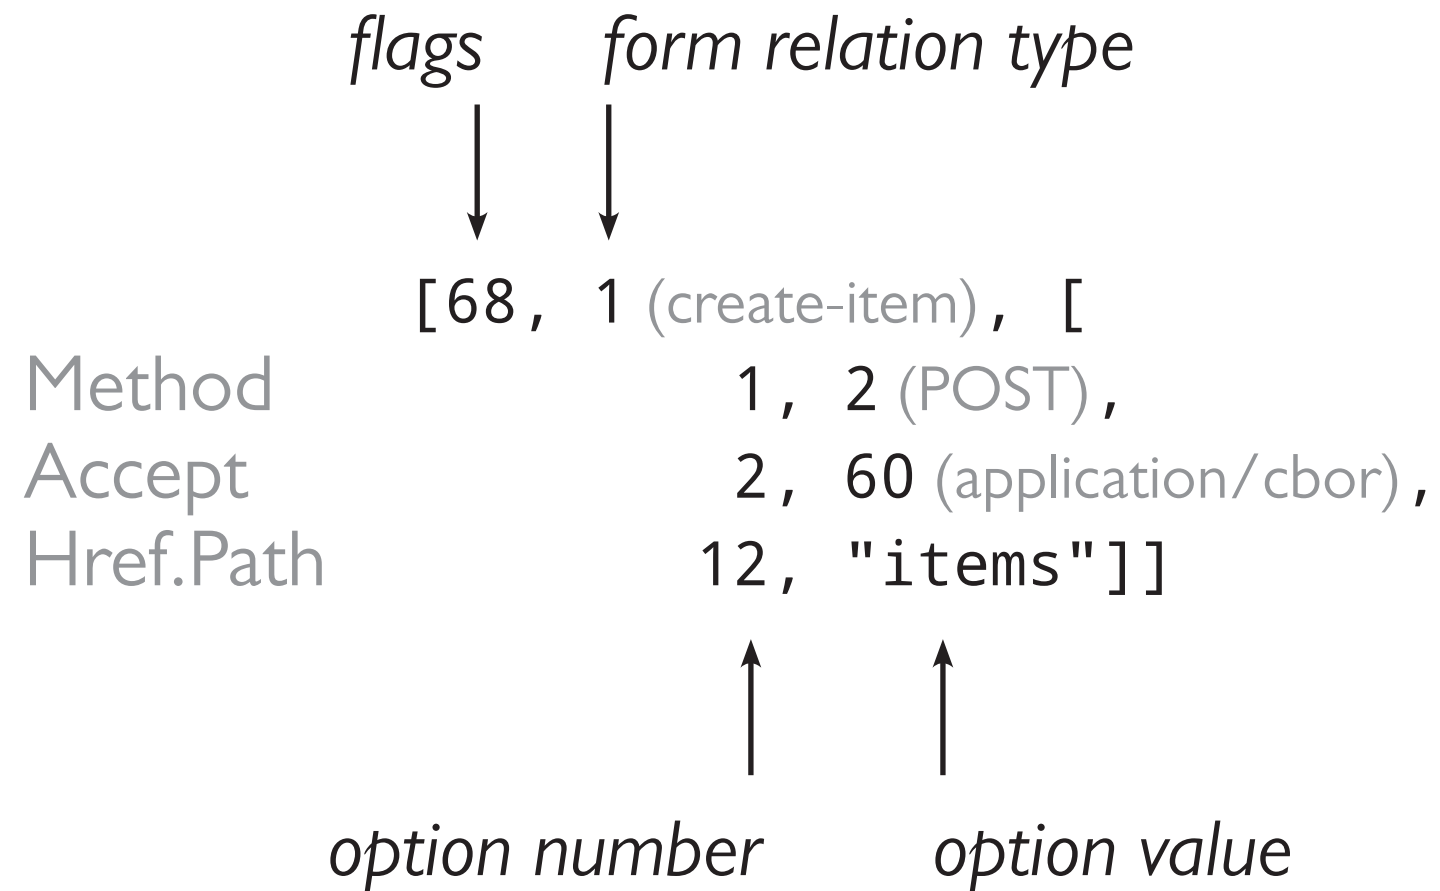 flags form relation type
[68, 1 (create-item), [
Method 1, 2 (POST),
Accept 2, 60 (application/cbor),
Href.Path 12, "items"]]
option number option value